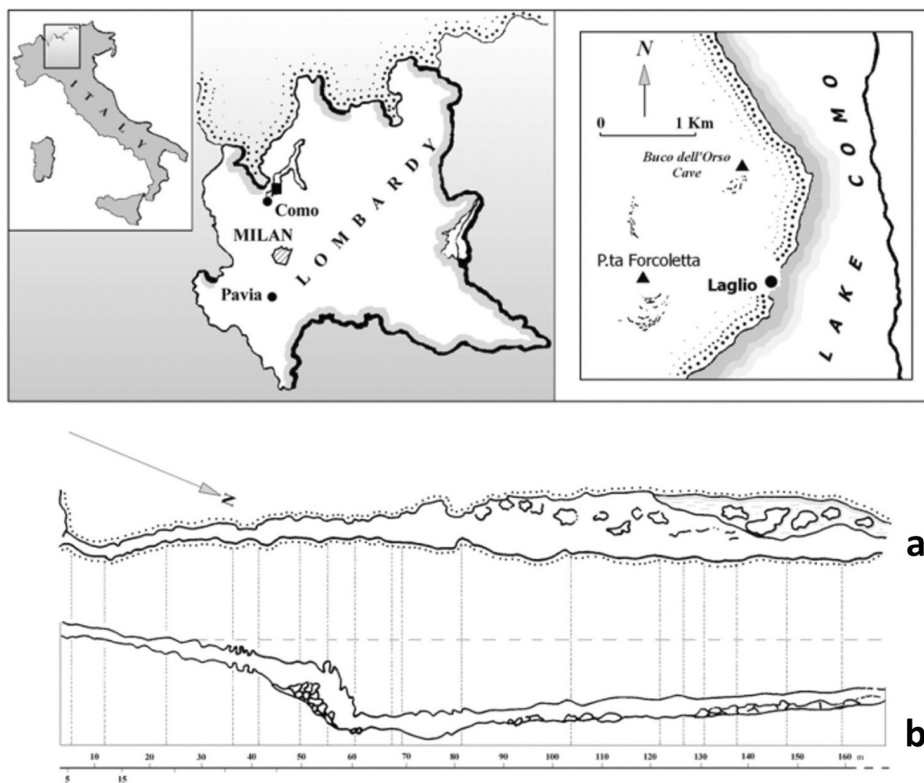 ITALY
Como
MILAN
LOMBARDY
Pavia
N
0 1 Km
Buco dell'Orso
Cave
P.ta Forcoletta
Laglio
LAKE COMO
N
a
b
10 20 30 40 50 60 70 80 90 100 110 120 130 140 150 160 m
5 15